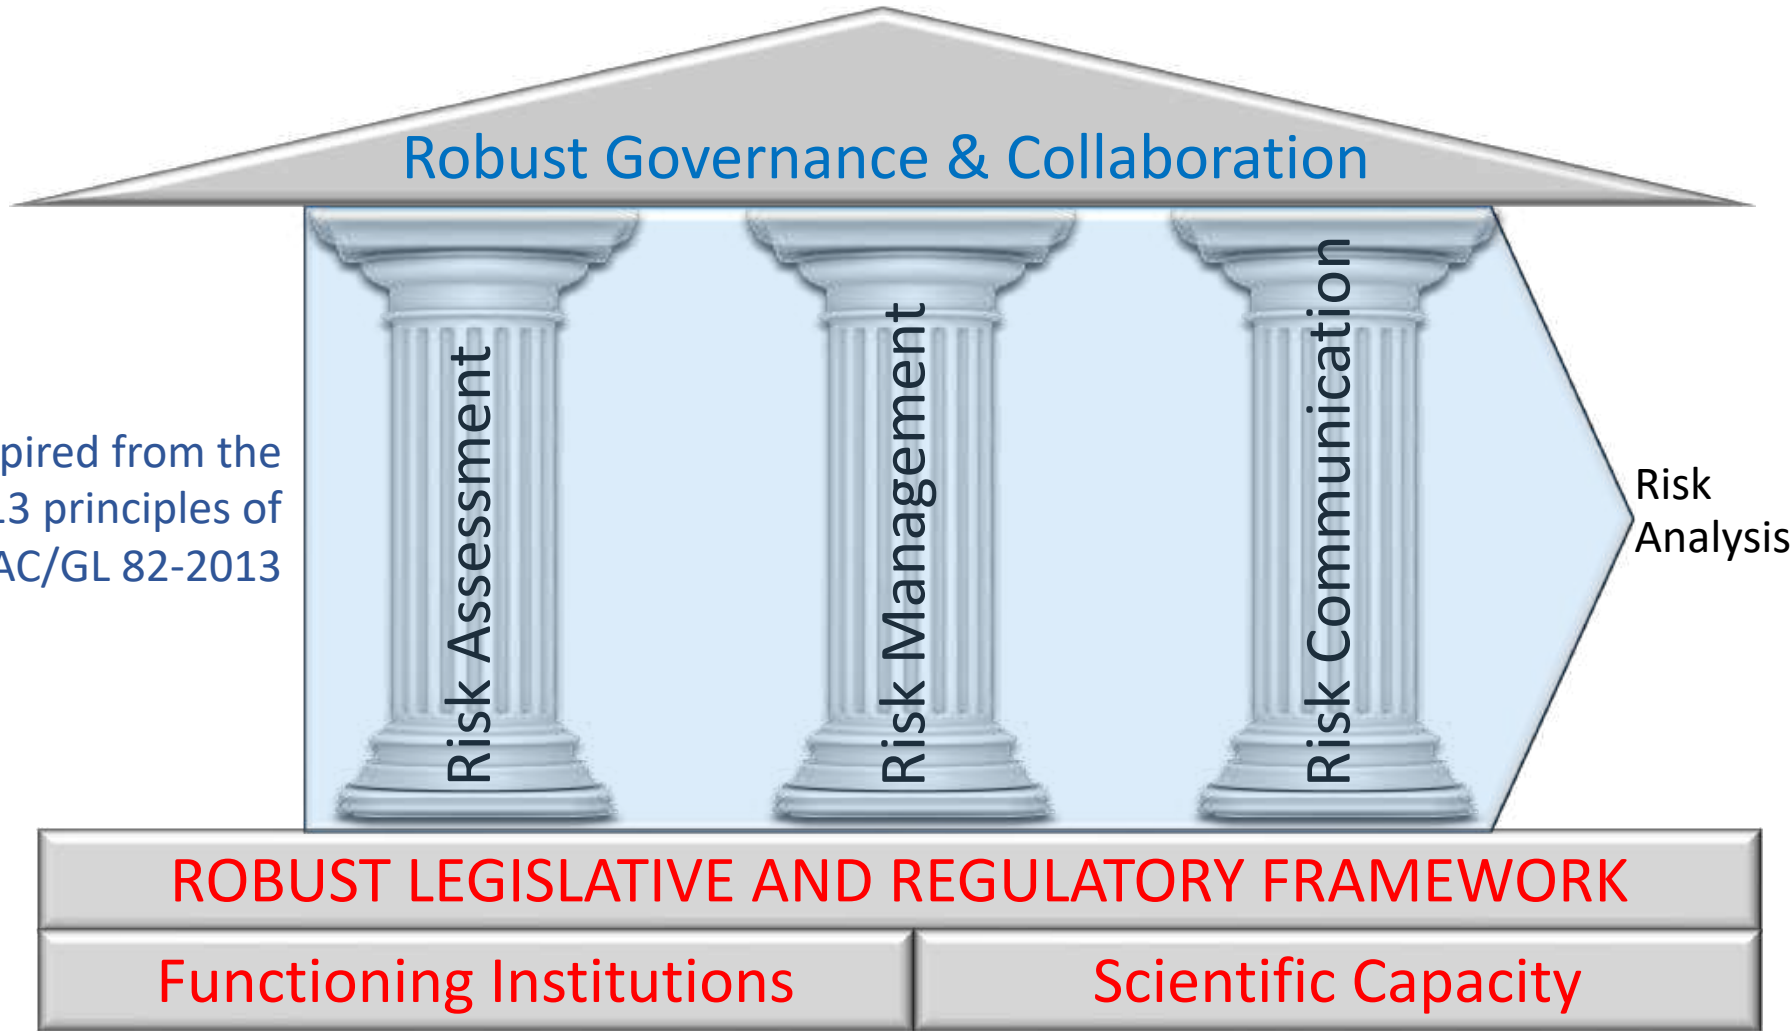 Robust Governance & Collaboration
Risk Assessment
Risk Management
Risk Communication
pired from the
13 principles of
AC/GL 82-2013
Risk
Analysis
ROBUST LEGISLATIVE AND REGULATORY FRAMEWORK
Functioning Institutions
Scientific Capacity